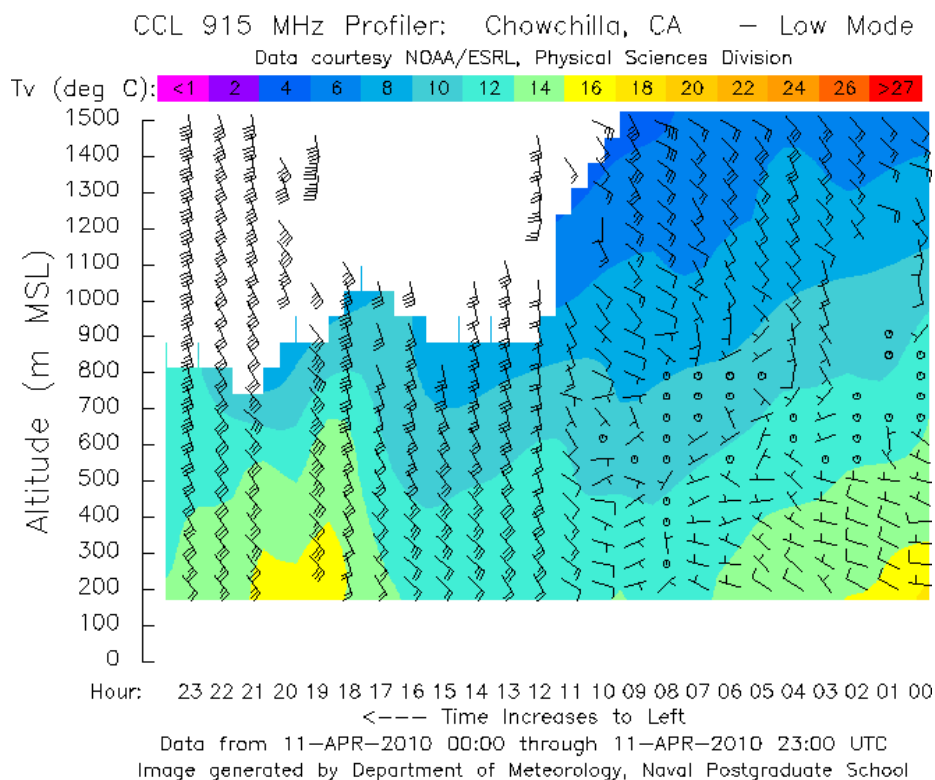 CCL 915 MHz Profiler: Chowchilla, CA – Low Mode
Data courtesy NOAA/ESRL, Physical Sciences Division
Tv (deg C): <1 2 4 6 8 10 12 14 16 18 20 22 24 26 >27
Altitude (m MSL)
1500
1400
1300
1200
1100
1000
900
800
700
600
500
400
300
200
100
0
Hour: 23 22 21 20 19 18 17 16 15 14 13 12 11 10 09 08 07 06 05 04 03 02 01 00
<--- Time Increases to Left
Data from 11-APR-2010 00:00 through 11-APR-2010 23:00 UTC
Image generated by Department of Meteorology, Naval Postgraduate School